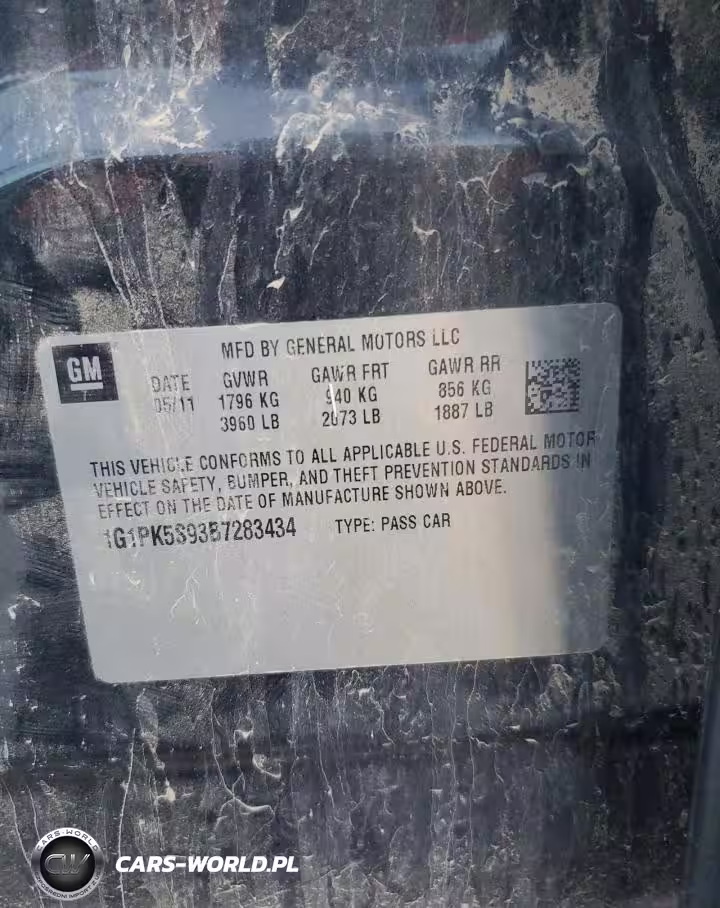 GM
MFD BY GENERAL MOTORS LLC
DATE GVWR GAWR FRT GAWR RR
05/11 1796 KG 940 KG 856 KG
3960 LB 2073 LB 1887 LB
THIS VEHICLE CONFORMS TO ALL APPLICABLE U.S. FEDERAL MOTOR
VEHICLE SAFETY, BUMPER, AND THEFT PREVENTION STANDARDS IN
EFFECT ON THE DATE OF MANUFACTURE SHOWN ABOVE.
1G1PK5S93B7283434 TYPE: PASS CAR
CARS-WORLD
CW
CARS-WORLD.PL